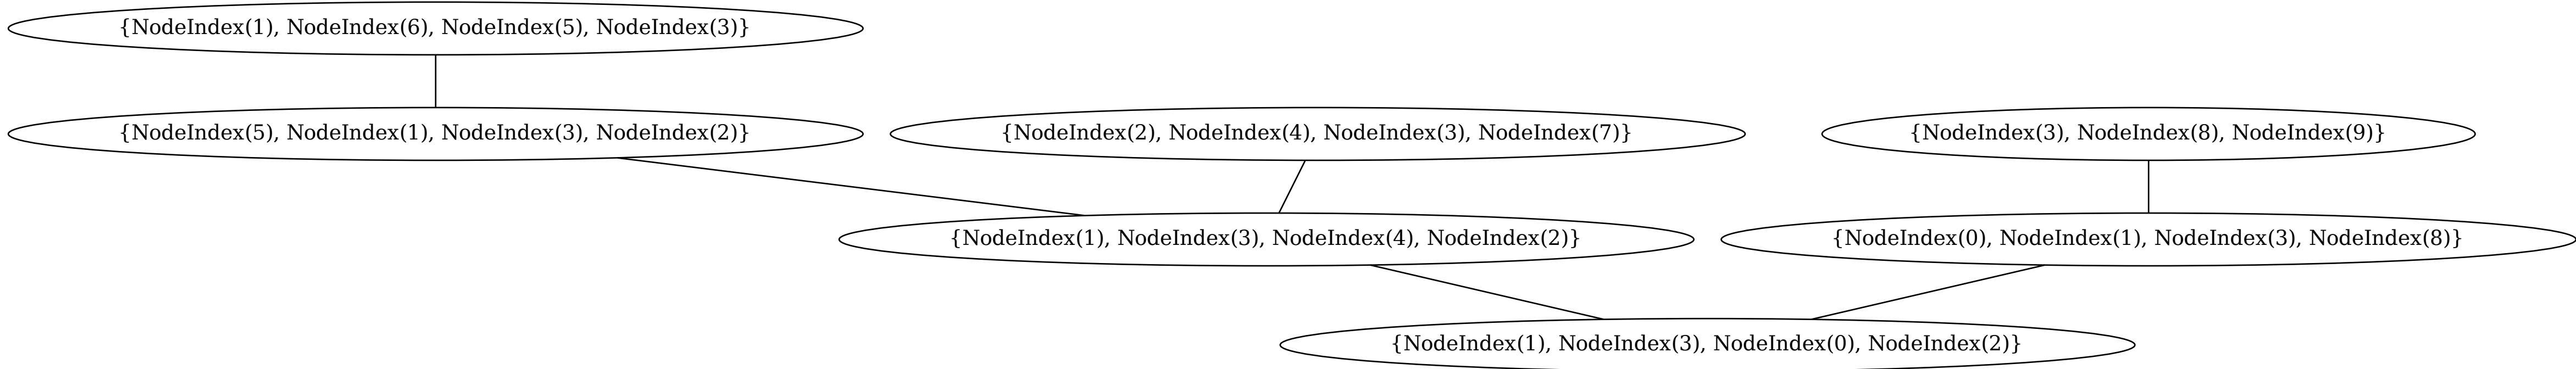 {NodeIndex(1), NodeIndex(6), NodeIndex(5), NodeIndex(3)}
{NodeIndex(5), NodeIndex(1), NodeIndex(3), NodeIndex(2)}
{NodeIndex(2), NodeIndex(4), NodeIndex(3), NodeIndex(7)}
{NodeIndex(3), NodeIndex(8), NodeIndex(9)}
{NodeIndex(1), NodeIndex(3), NodeIndex(4), NodeIndex(2)}
{NodeIndex(0), NodeIndex(1), NodeIndex(3), NodeIndex(8)}
{NodeIndex(1), NodeIndex(3), NodeIndex(0), NodeIndex(2)}